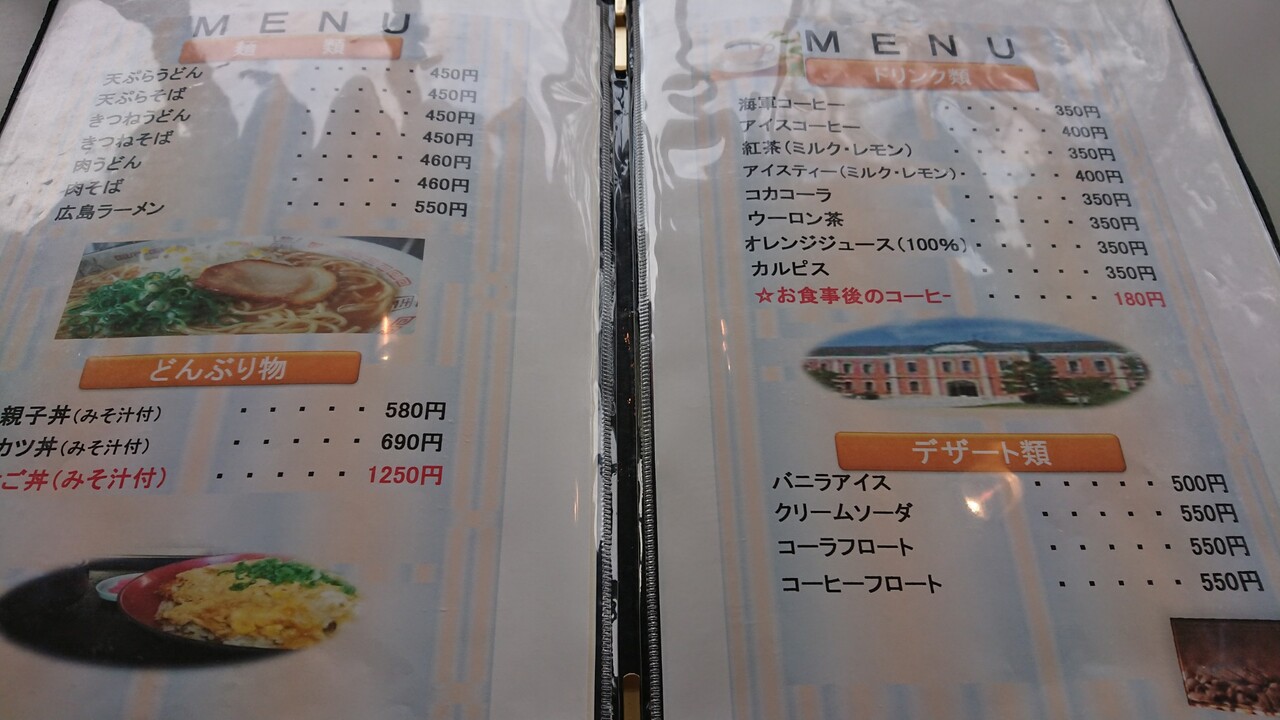 MENU
麺 類
天ぷらうどん ・・・・・ 450円
天ぷらそば ・・・・・ 450円
きつねうどん ・・・・・ 450円
きつねそば ・・・・・ 450円
肉うどん ・・・・・ 460円
肉そば ・・・・・ 460円
広島ラーメン ・・・・・ 550円
どんぶり物
親子丼(みそ汁付) ・・・・・ 580円
カツ丼(みそ汁付) ・・・・・ 690円
ご丼(みそ汁付) ・・・・・ 1250円
MENU
ドリンク類
海軍コーヒー ・・・・・ 350円
アイスコーヒー ・・・・・ 400円
紅茶(ミルク・レモン) ・・・・・ 350円
アイスティー(ミルク・レモン)・ ・・・・・ 400円
コカコーラ ・・・・・ 350円
ウーロン茶 ・・・・・ 350円
オレンジジュース(100%)・・・・・ 350円
カルピス ・・・・・ 350円
☆お食事後のコーヒー ・・・・・ 180円
デザート類
バニラアイス ・・・・・ 500円
クリームソーダ ・・・・・ 550円
コーラフロート ・・・・・ 550円
コーヒーフロート ・・・・・ 550円